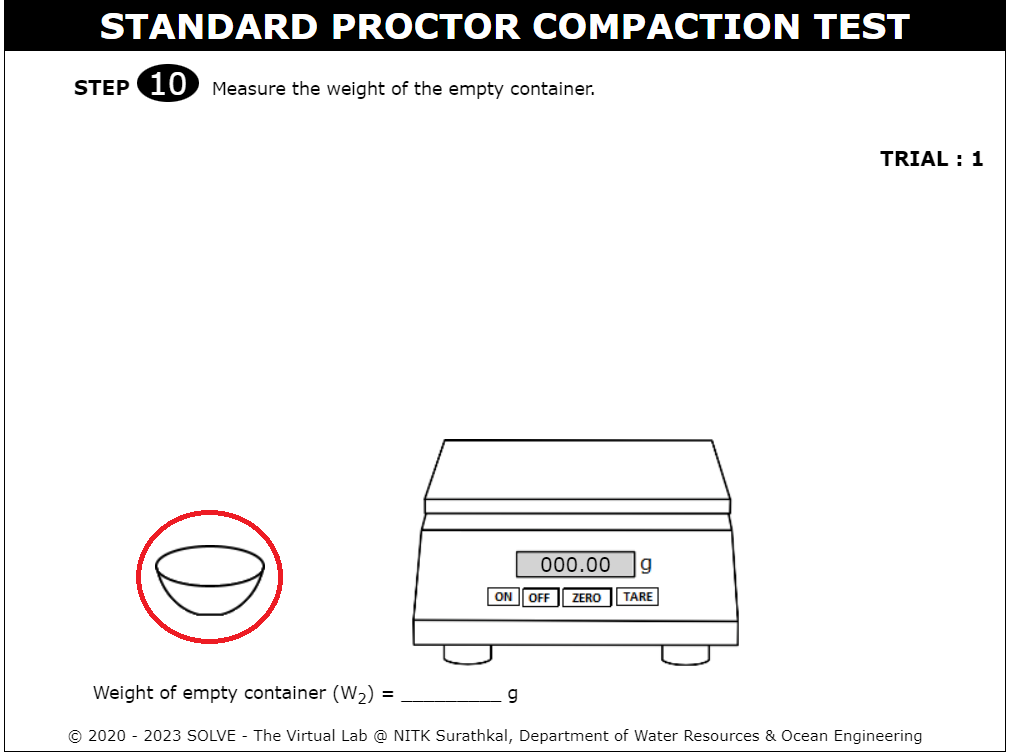 STANDARD PROCTOR COMPACTION TEST
STEP 10 Measure the weight of the empty container.
TRIAL : 1
000.00 g
ON OFF ZERO TARE
Weight of empty container (W2) = _________ g
© 2020 - 2023 SOLVE - The Virtual Lab @ NITK Surathkal, Department of Water Resources & Ocean Engineering